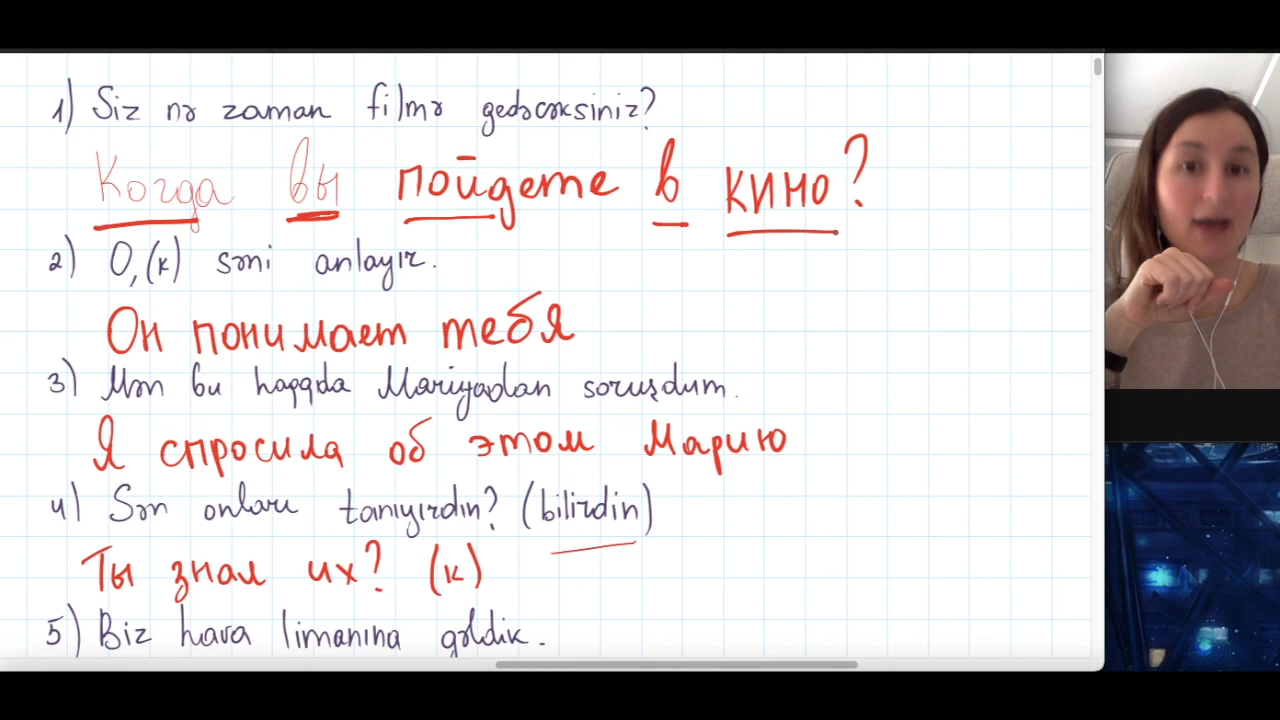 1) Siz nə zaman filmə gedəcəksiniz?
Когда вы пойдете в кино?
2) O,(к) səni anlayır.
Он понимает тебя
3) Mən bu haqqda Mariyadan soruşdum.
Я спросила об этом Марию
4) Sən onları tanıyırdın? (bilirdin)
Ты знал их? (к)
5) Biz hava limanına gəldik.